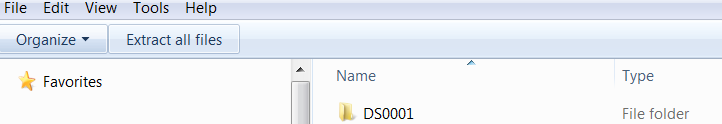 File Edit View Tools Help
Organize Extract all files
Favorites
Name Type
DS0001 File folder